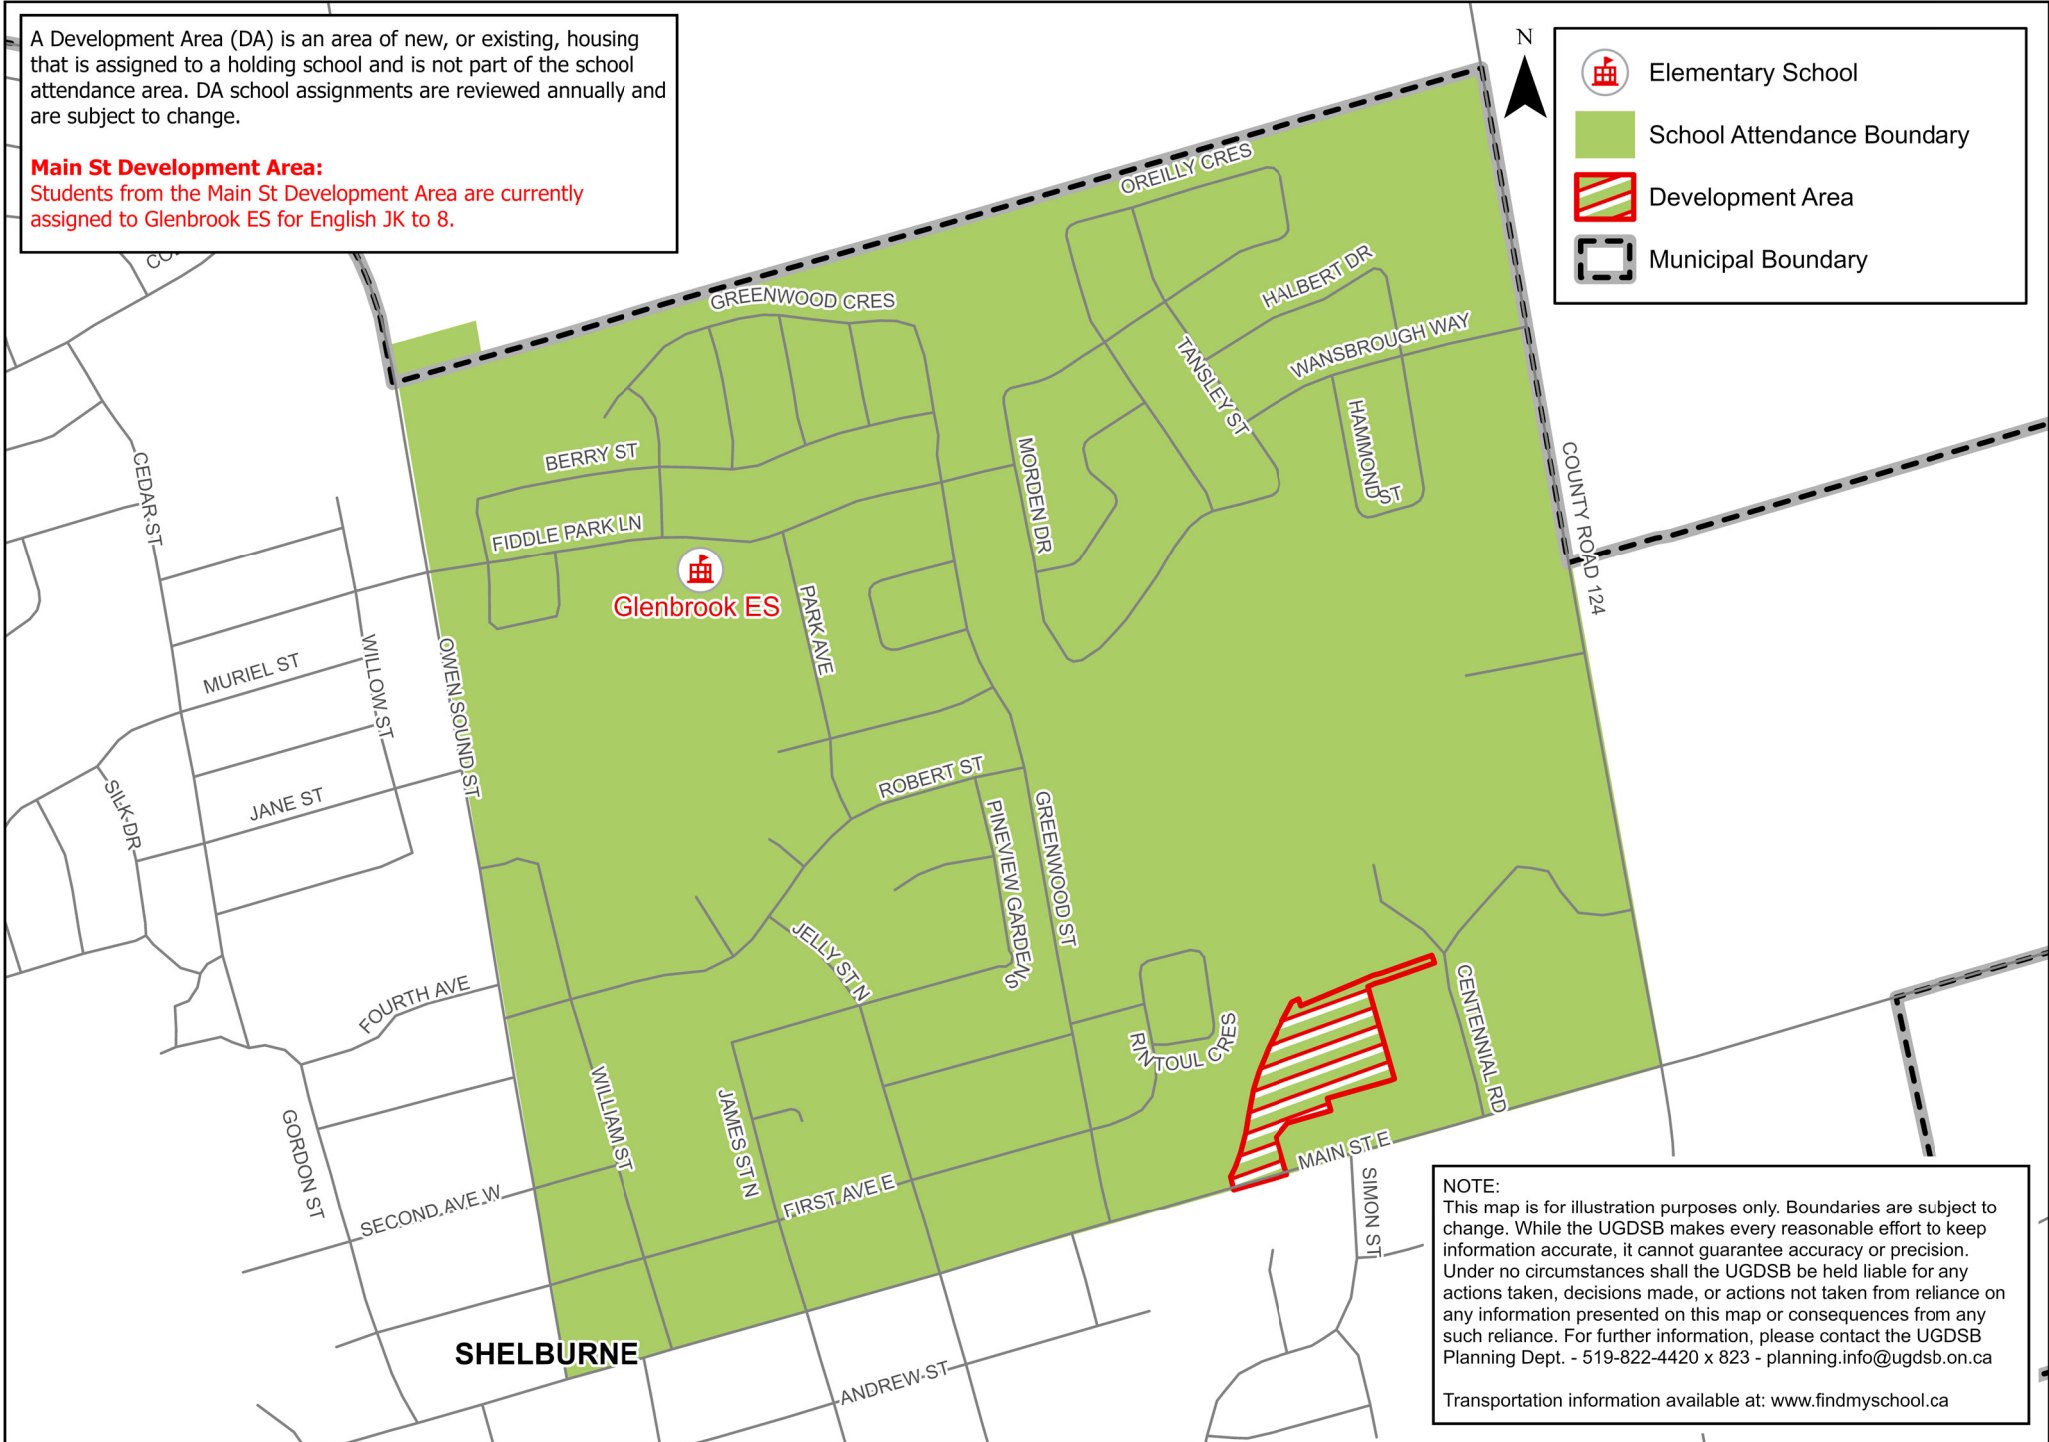 A Development Area (DA) is an area of new, or existing, housing
that is assigned to a holding school and is not part of the school
attendance area. DA school assignments are reviewed annually and
are subject to change.
Main St Development Area:
Students from the Main St Development Area are currently
assigned to Glenbrook ES for English JK to 8.
N
Elementary School
School Attendance Boundary
Development Area
Municipal Boundary
OREILLY CRES
HALBERT DR
GREENWOOD CRES
WANSBROUGH WAY
TANSLEY ST
HAMMOND ST
BERRY ST
MORDEN DR
CEDAR ST
COUNTY ROAD 124
FIDDLE PARK LN
Glenbrook ES
PARK AVE
MURIEL ST
WILLOW ST
OWEN SOUND ST
SILK DR
JANE ST
ROBERT ST
PINEVIEW GARDENS
GREENWOOD ST
JELLY ST N
FOURTH AVE
RINTOUL CRES
CENTENNIAL RD
GORDON ST
WILLIAM ST
JAMES ST N
MAIN ST E
SECOND AVE W
FIRST AVE E
SIMON ST
SHELBURNE
ANDREW ST
NOTE:
This map is for illustration purposes only. Boundaries are subject to
change. While the UGDSB makes every reasonable effort to keep
information accurate, it cannot guarantee accuracy or precision.
Under no circumstances shall the UGDSB be held liable for any
actions taken, decisions made, or actions not taken from reliance on
any information presented on this map or consequences from any
such reliance. For further information, please contact the UGDSB
Planning Dept. - 519-822-4420 x 823 - planning.info@ugdsb.on.ca
Transportation information available at: www.findmyschool.ca